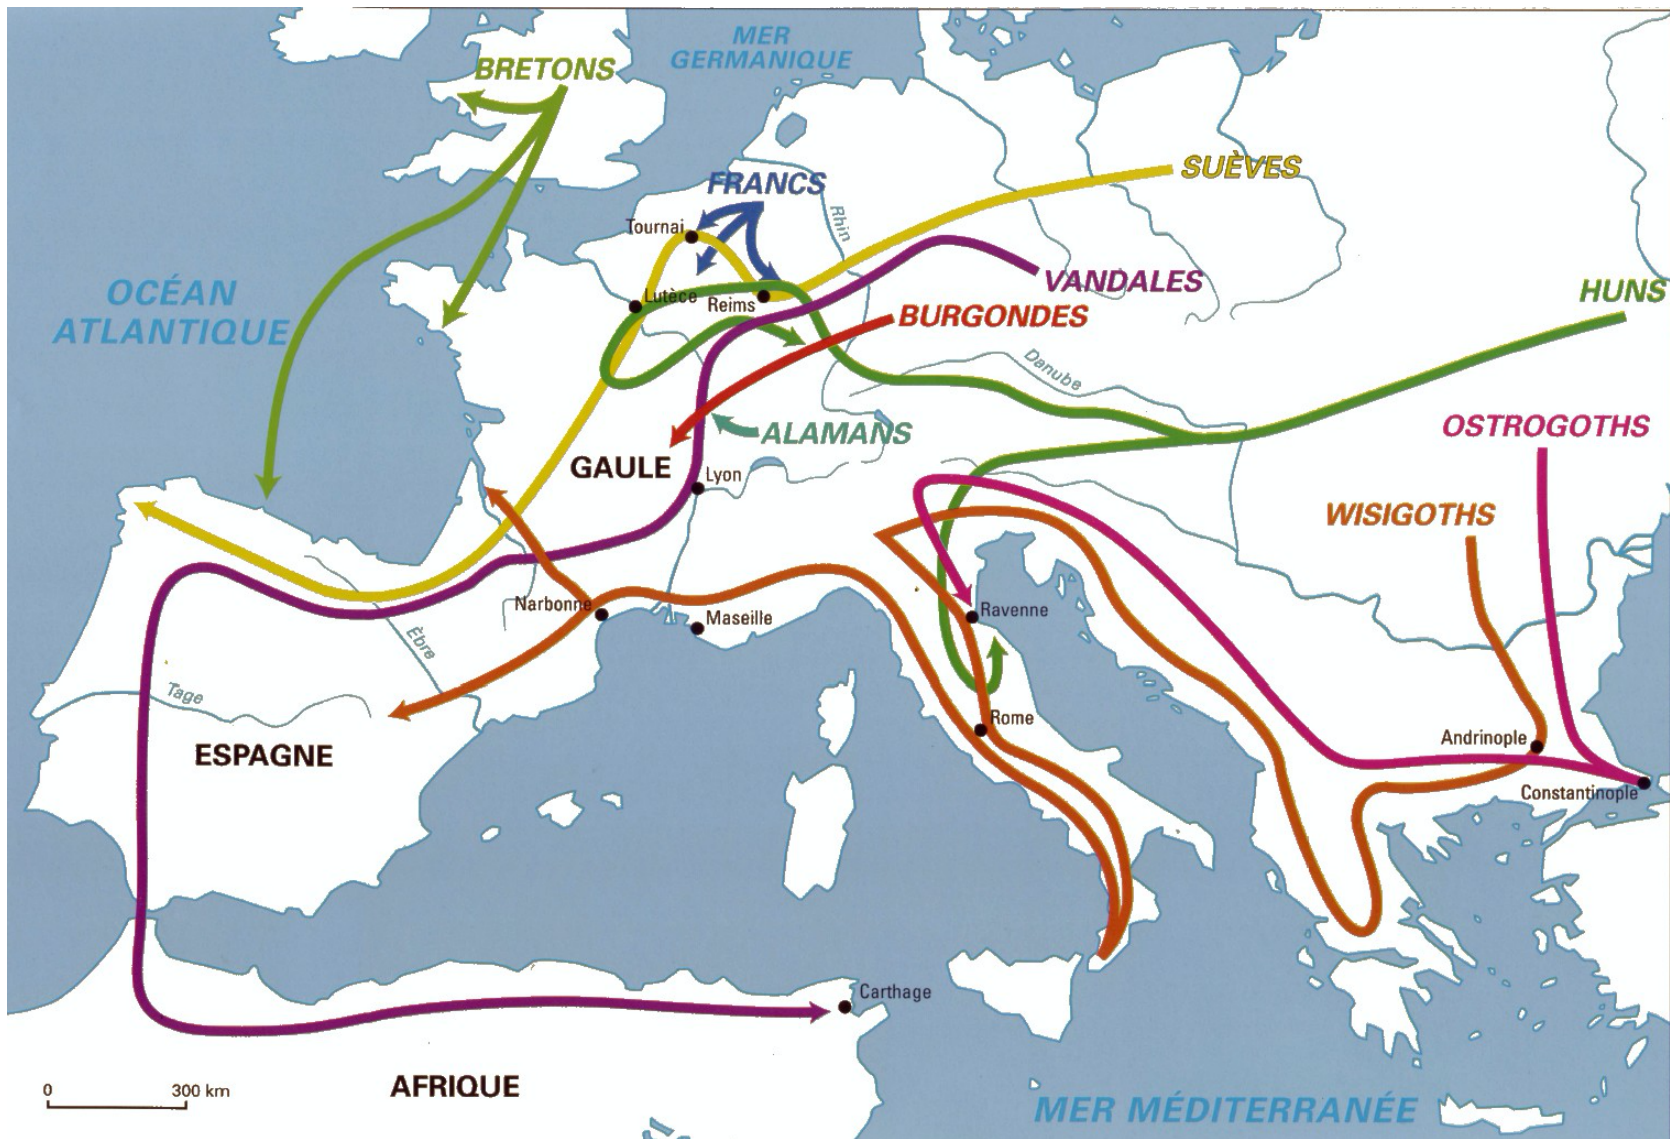 MER
GERMANIQUE
BRETONS
SUÈVES
FRANCS
Rhin
Tournai
OCÉAN
ATLANTIQUE
VANDALES
HUNS
Lutèce
Reims
BURGONDES
Danube
OSTROGOTHS
ALAMANS
GAULE
Lyon
WISIGOTHS
Narbonne
Maseille
Ravenne
Èbre
Tage
Rome
ESPAGNE
Andrinople
Constantinople
Carthage
0 300 km
AFRIQUE
MER MÉDITERRANÉE